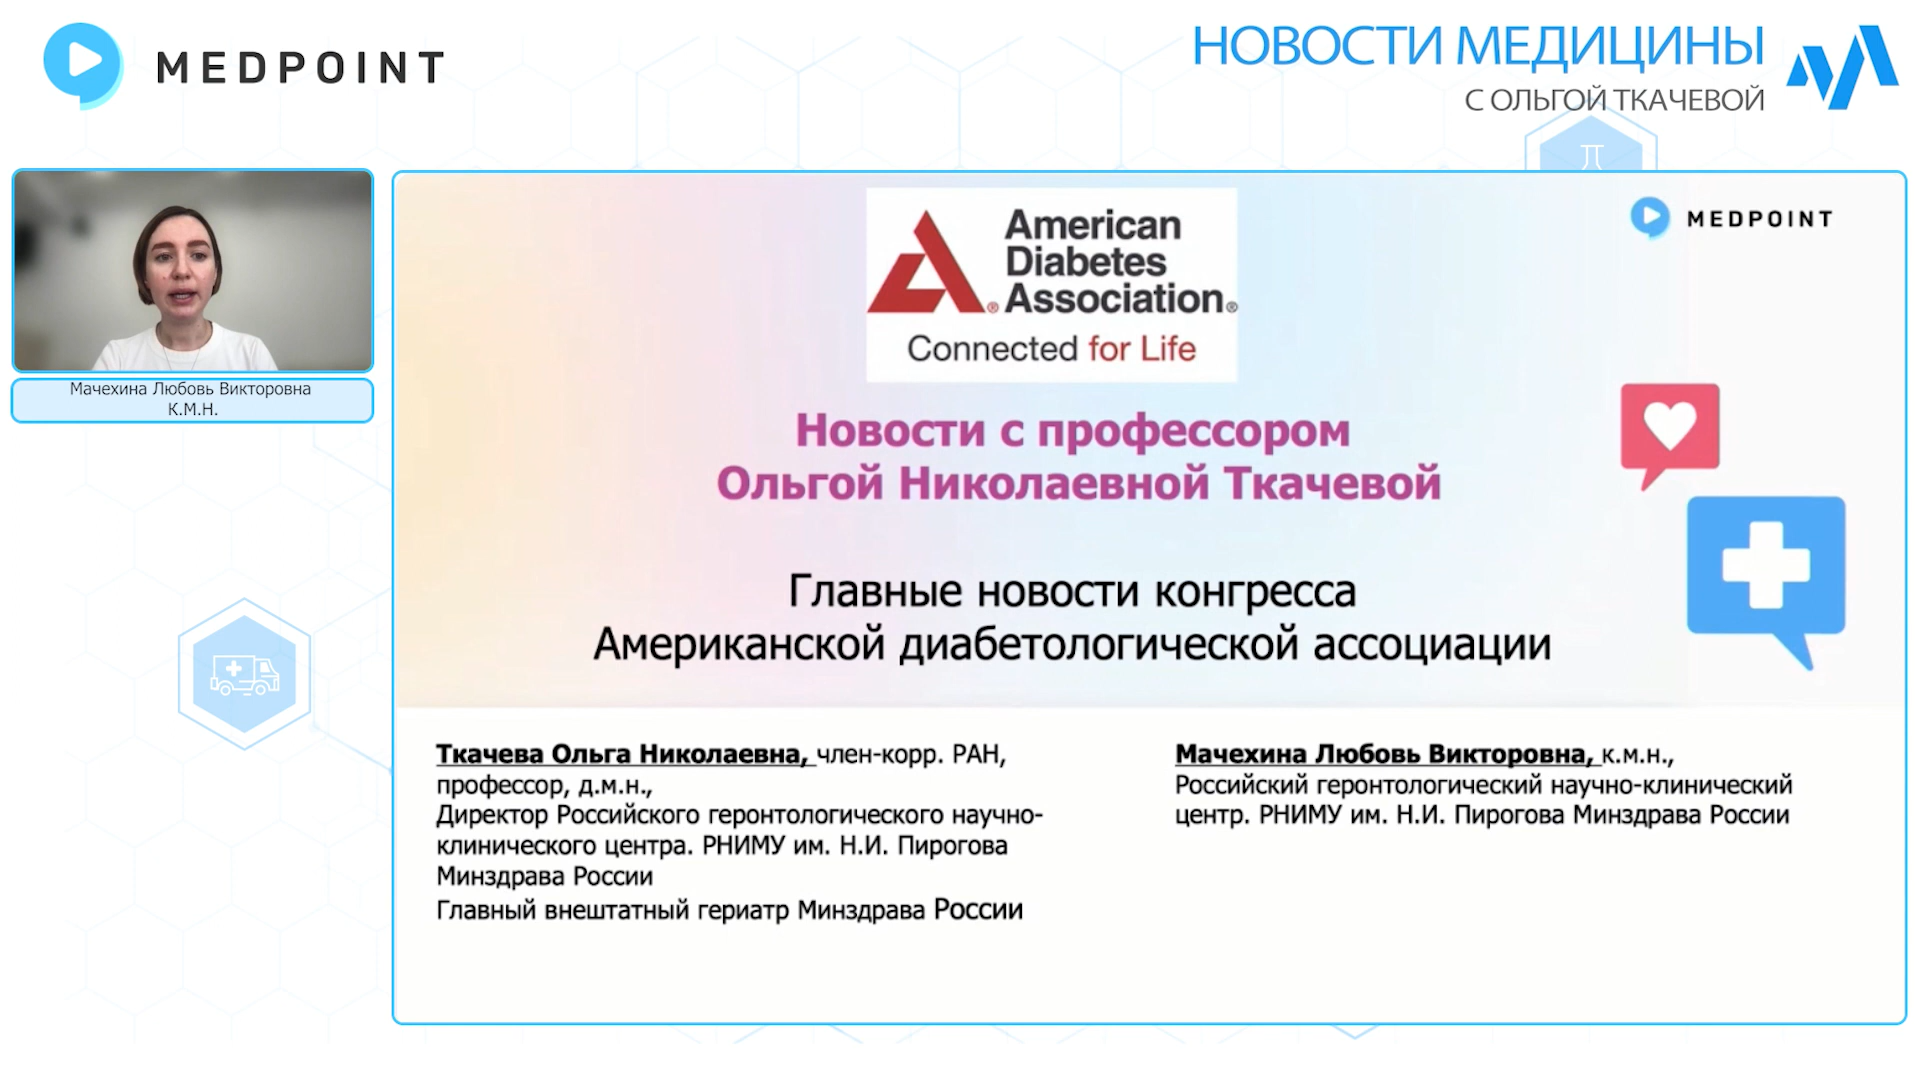 MEDPOINT
НОВОСТИ МЕДИЦИНЫ
С ОЛЬГОЙ ТКАЧЕВОЙ
Мачехина Любовь Викторовна
К.М.Н.
American
Diabetes
Association®
Connected for Life
MEDPOINT
Новости с профессором
Ольгой Николаевной Ткачевой
Главные новости конгресса
Американской диабетологической ассоциации
Ткачева Ольга Николаевна, член-корр. РАН,
профессор, д.м.н.,
Директор Российского геронтологического научно-
клинического центра. РНИМУ им. Н.И. Пирогова
Минздрава России
Главный внештатный гериатр Минздрава России
Мачехина Любовь Викторовна, к.м.н.,
Российский геронтологический научно-клинический
центр. РНИМУ им. Н.И. Пирогова Минздрава России